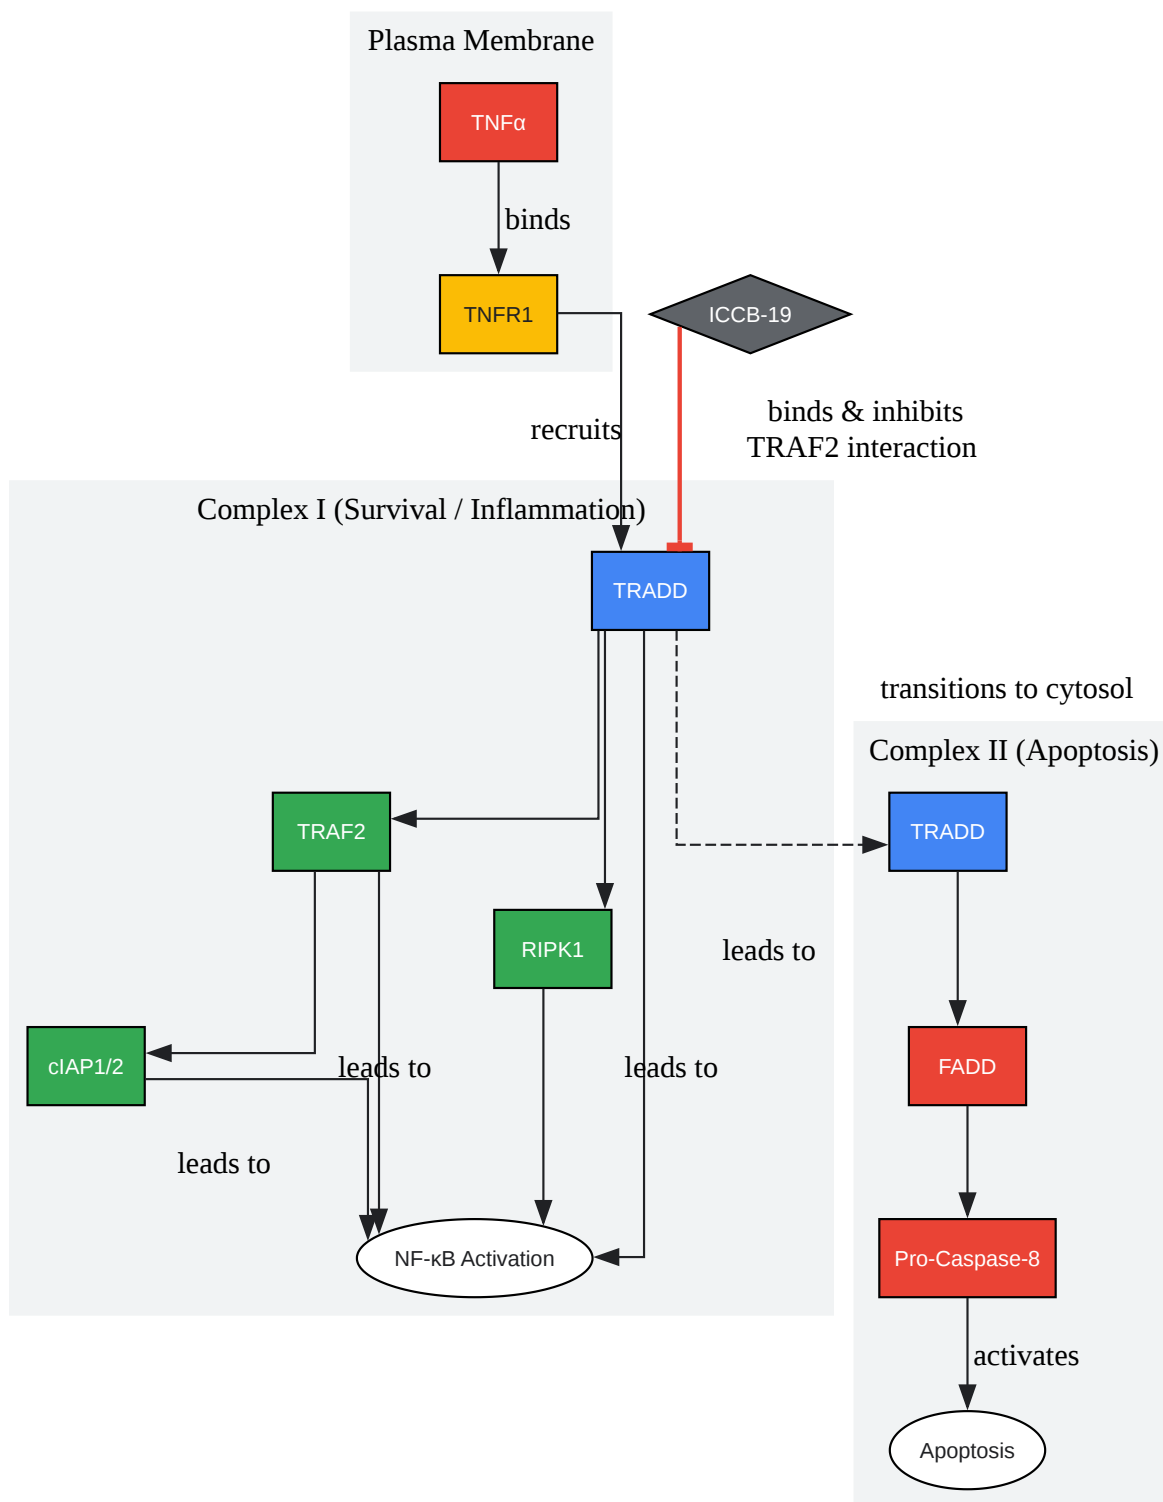 Plasma Membrane
TNFα
binds
TNFR1
ICCB-19
recruits
binds & inhibits
TRAF2 interaction
Complex I (Survival / Inflammation)
TRADD
transitions to cytosol
Complex II (Apoptosis)
TRAF2
TRADD
RIPK1
leads to
cIAP1/2
leads to
leads to
FADD
leads to
NF-κB Activation
Pro-Caspase-8
activates
Apoptosis